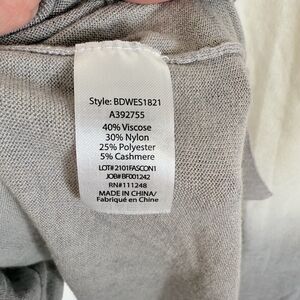 Style: BDWES1821
A392755
40% Viscose
30% Nylon
25% Polyester
5% Cashmere
LOT# 2101FASCON1
JOB# BF001242
RN# 111248
MADE IN CHINA/
Fabriqué en Chine